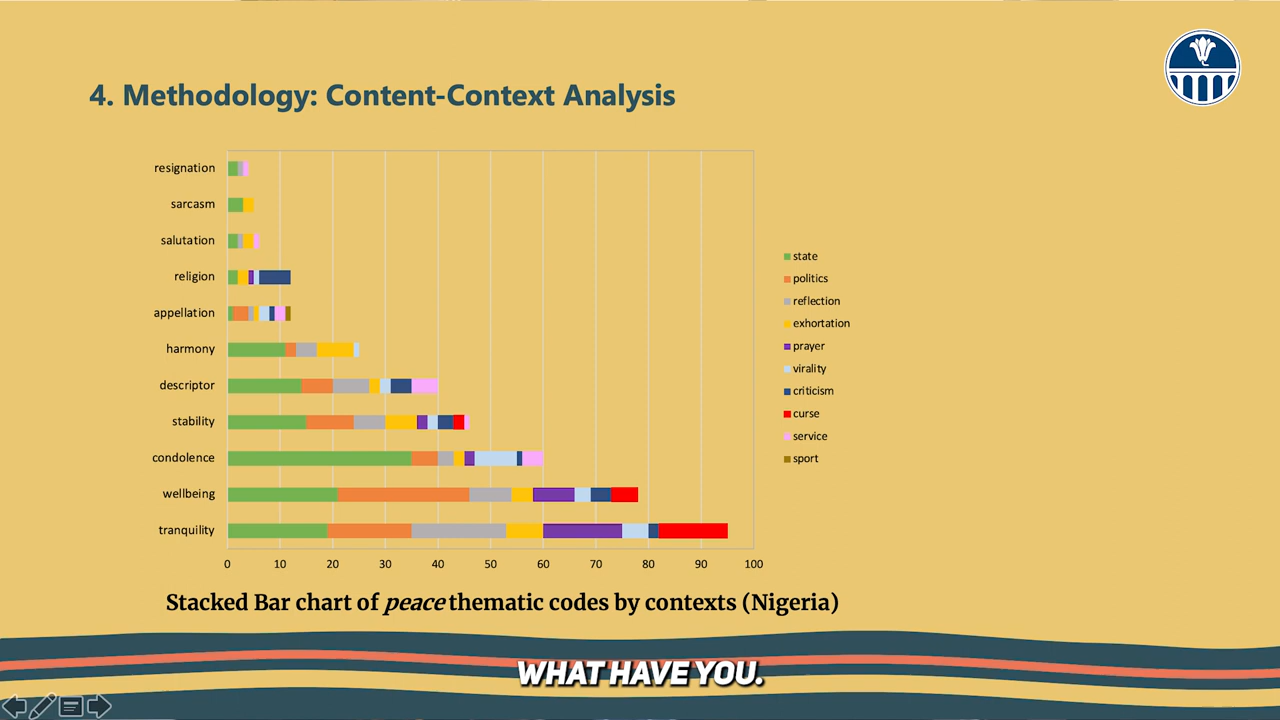 4. Methodology: Content-Context Analysis
resignation
sarcasm
salutation
religion
appellation
harmony
descriptor
stability
condolence
wellbeing
tranquility
0 10 20 30 40 50 60 70 80 90 100
state
politics
reflection
exhortation
prayer
virality
criticism
curse
service
sport
Stacked Bar chart of peace thematic codes by contexts (Nigeria)
WHAT HAVE YOU.